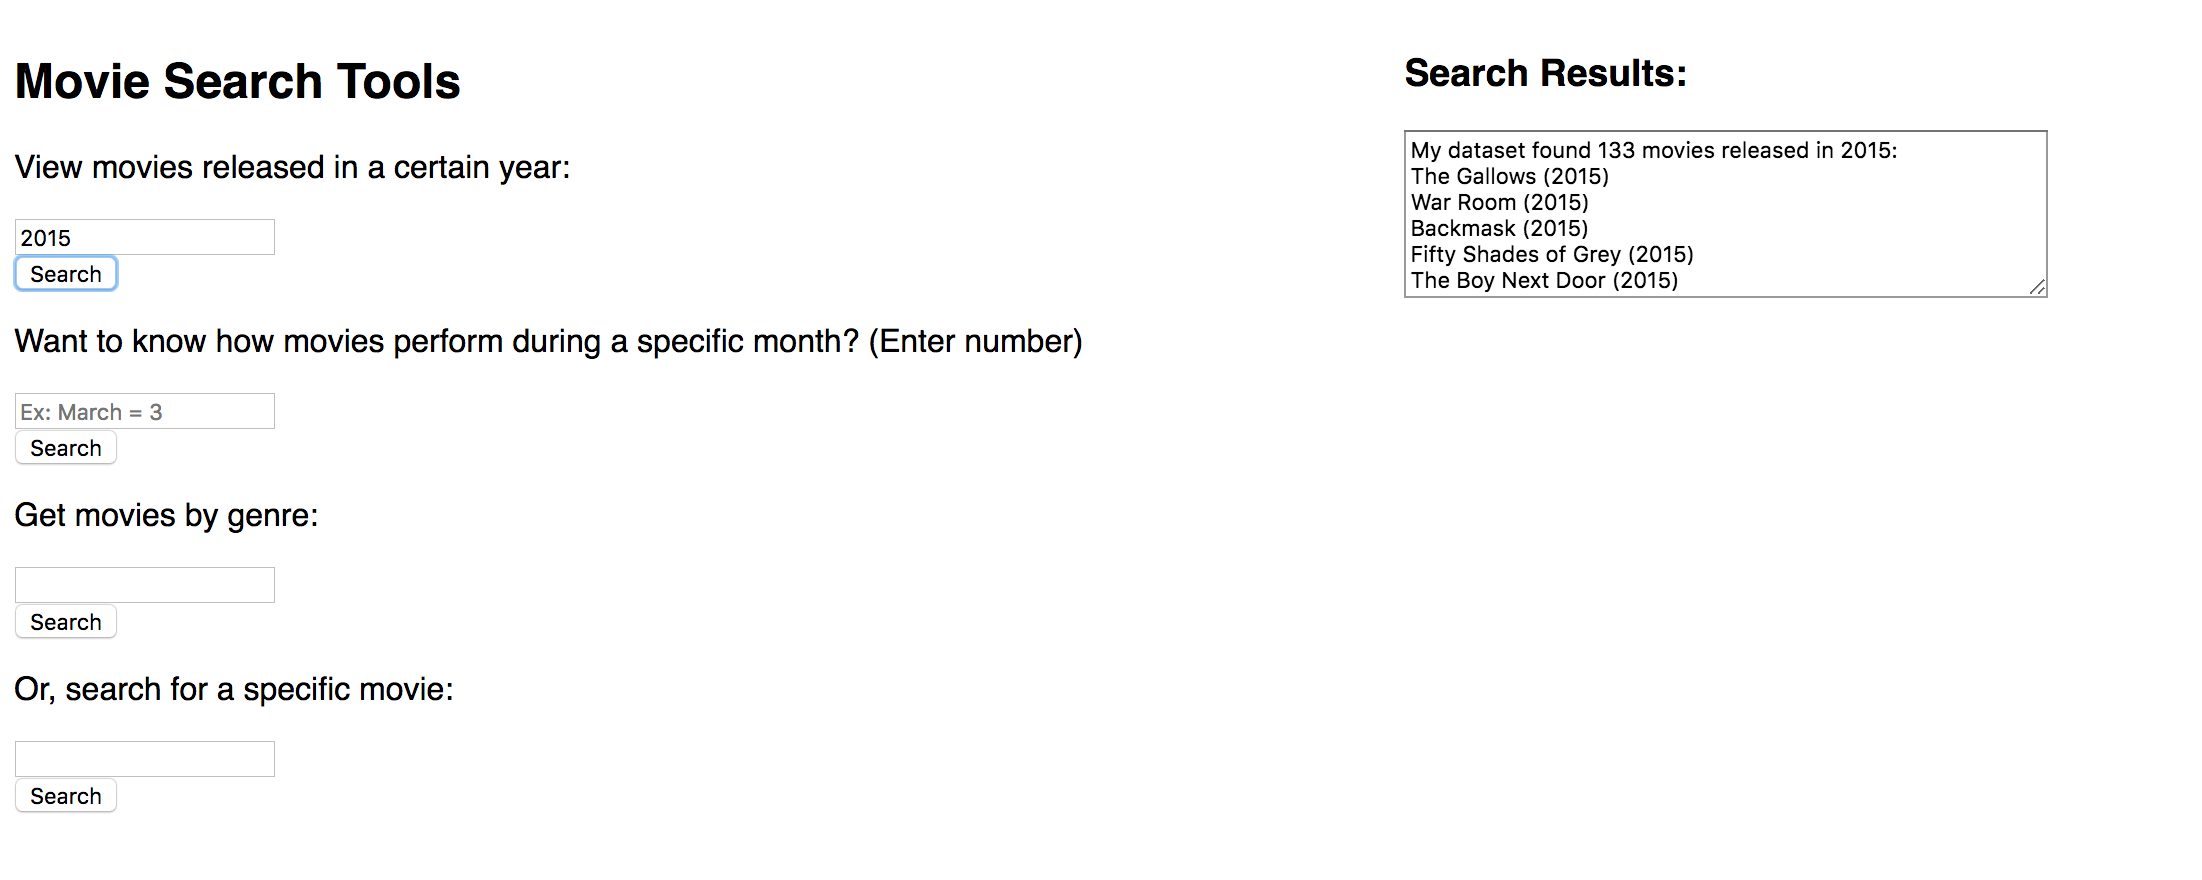 Movie Search Tools
View movies released in a certain year:
2015
Search
Want to know how movies perform during a specific month? (Enter number)
Ex: March = 3
Search
Get movies by genre:
Search
Or, search for a specific movie:
Search
Search Results:
My dataset found 133 movies released in 2015:
The Gallows (2015)
War Room (2015)
Backmask (2015)
Fifty Shades of Grey (2015)
The Boy Next Door (2015)